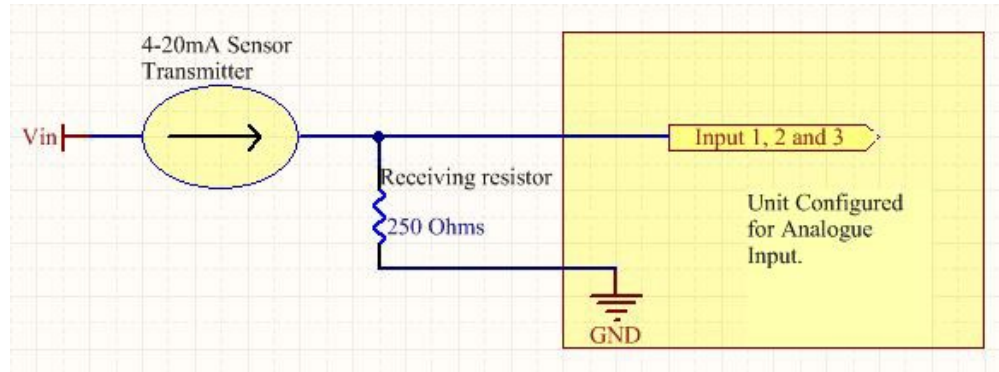 4-20mA Sensor
Transmitter
Vin
Input 1, 2 and 3
Receiving resistor
250 Ohms
Unit Configured
for Analogue
Input.
GND